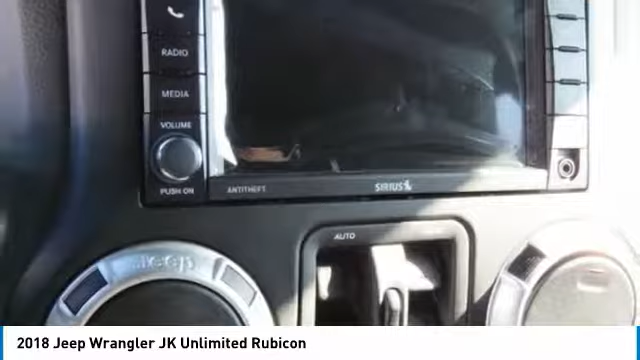 RADIO
MEDIA
VOLUME
PUSH ON
ANTITHEFT
SIRIUS
AUTO
Jeep
2018 Jeep Wrangler JK Unlimited Rubicon